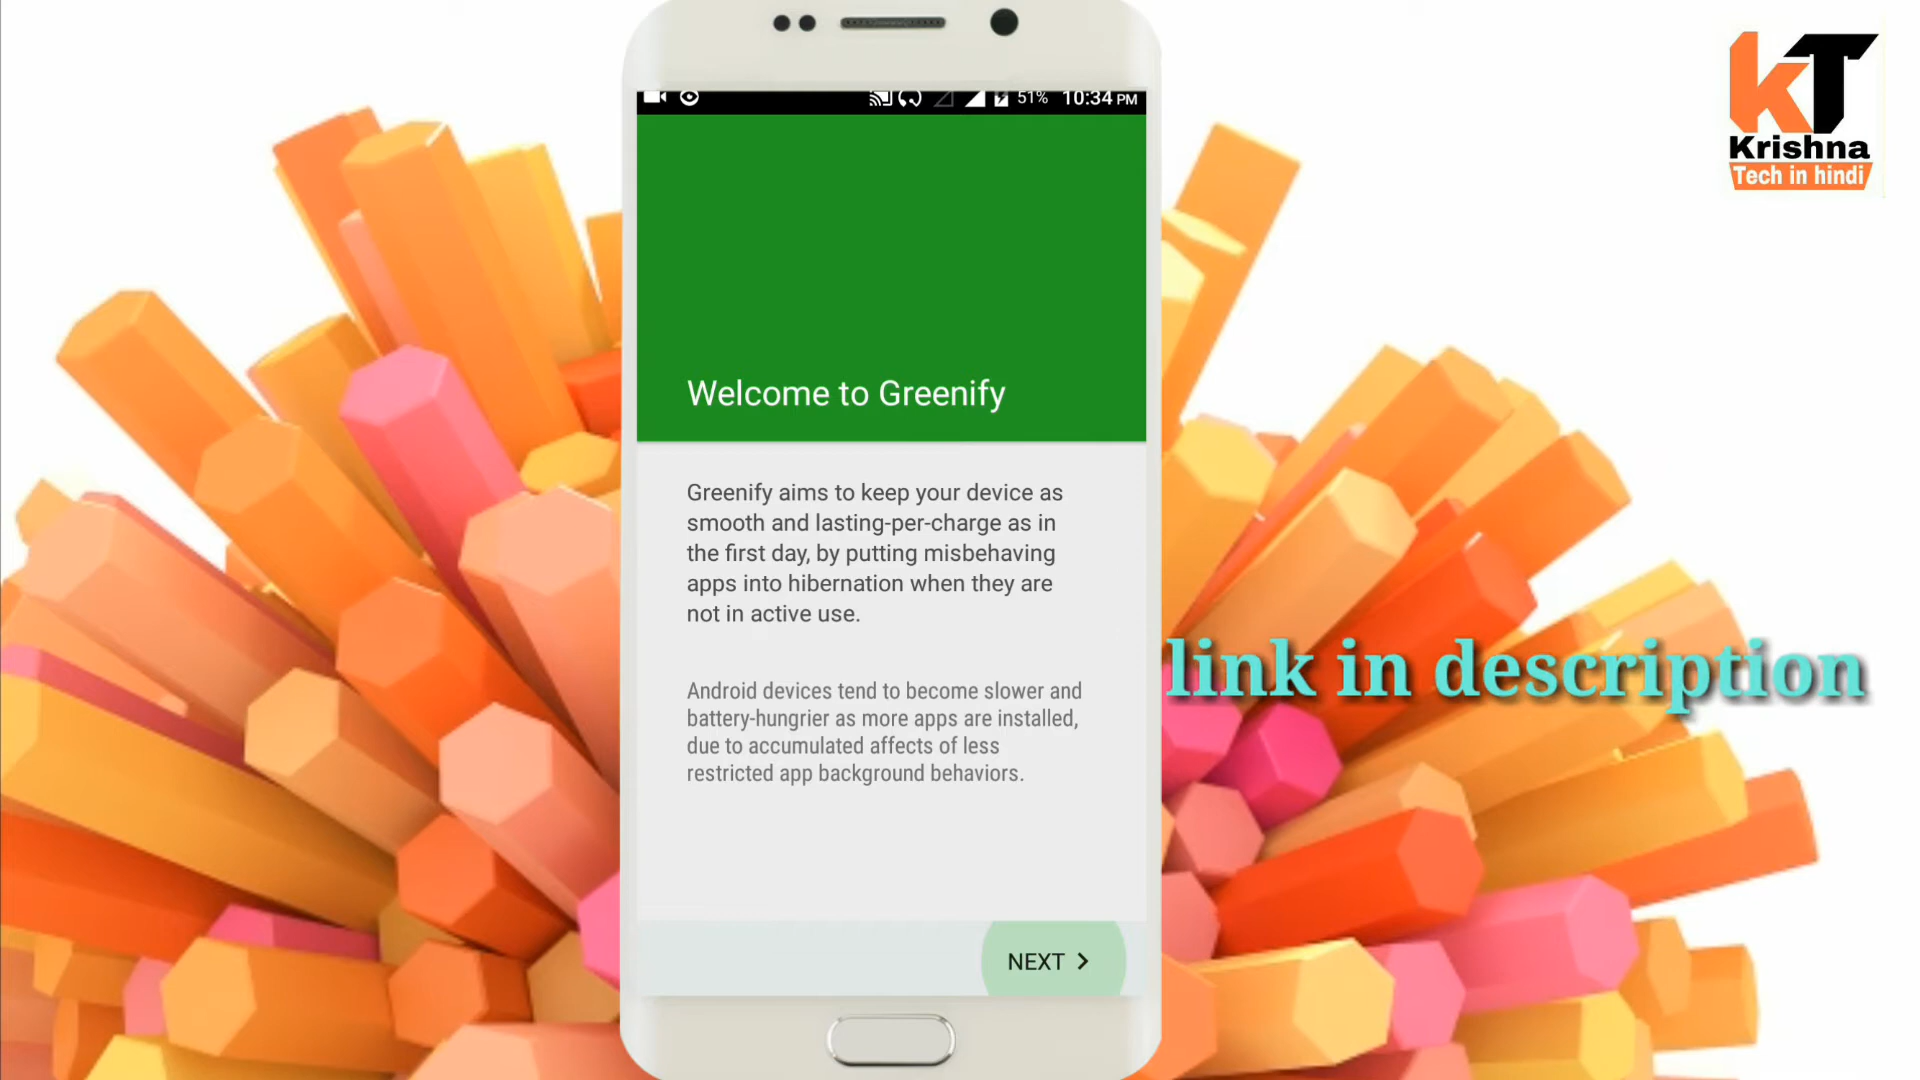 51% 10:34 PM
KT
Krishna
Tech in hindi
Welcome to Greenify
Greenify aims to keep your device as
smooth and lasting-per-charge as in
the first day, by putting misbehaving
apps into hibernation when they are
not in active use.
Android devices tend to become slower and
battery-hungrier as more apps are installed,
due to accumulated affects of less
restricted app background behaviors.
link in description
NEXT